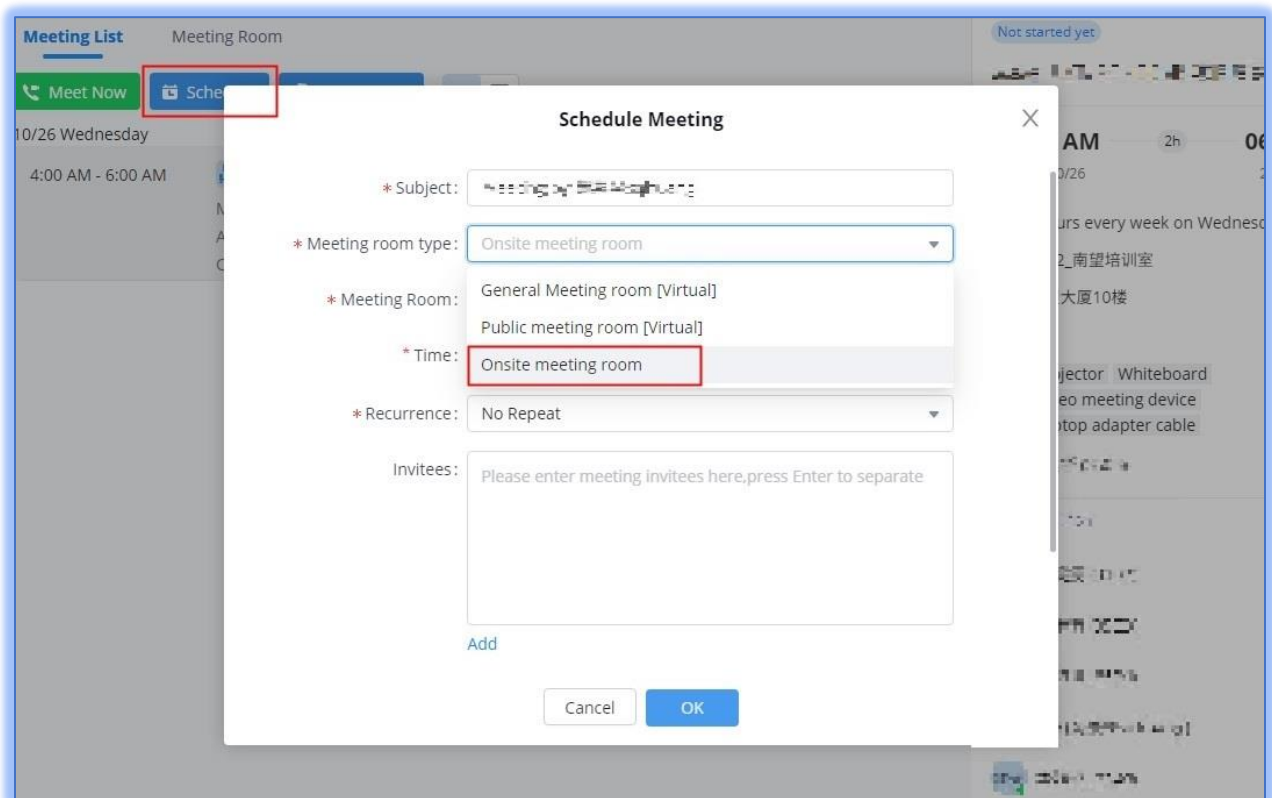 Meeting List
Meeting Room
Meet Now
Sche
10/26 Wednesday
4:00 AM - 6:00 AM
Not started yet
AM
2h
06
0/26
urs every week on Wednesd
2_南望培训室
大厦10楼
jector Whiteboard
eo meeting device
top adapter cable
Schedule Meeting
* Subject:
* Meeting room type: Onsite meeting room
General Meeting room [Virtual]
* Meeting Room:
Public meeting room [Virtual]
* Time:
Onsite meeting room
* Recurrence: No Repeat
Invitees: Please enter meeting invitees here,press Enter to separate
Add
Cancel
OK